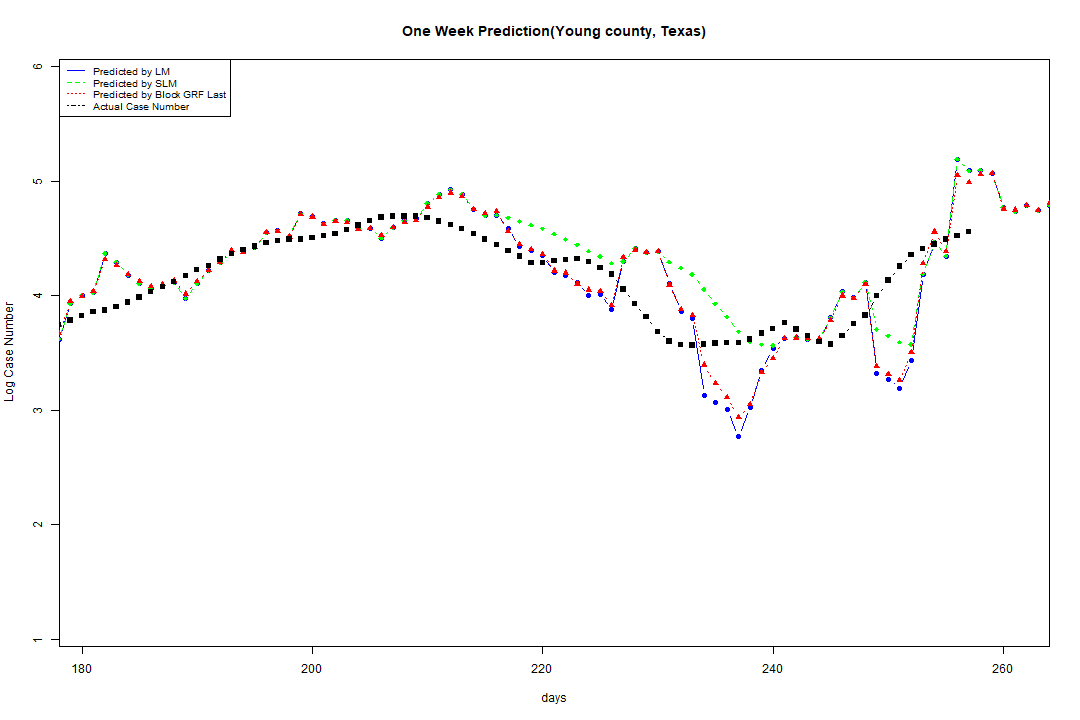 One Week Prediction(Young county, Texas)
Predicted by LM
Predicted by SLM
Predicted by Block GRF Last
Actual Case Number
Log Case Number
6
5
4
3
2
1
180
200
220
240
260
days